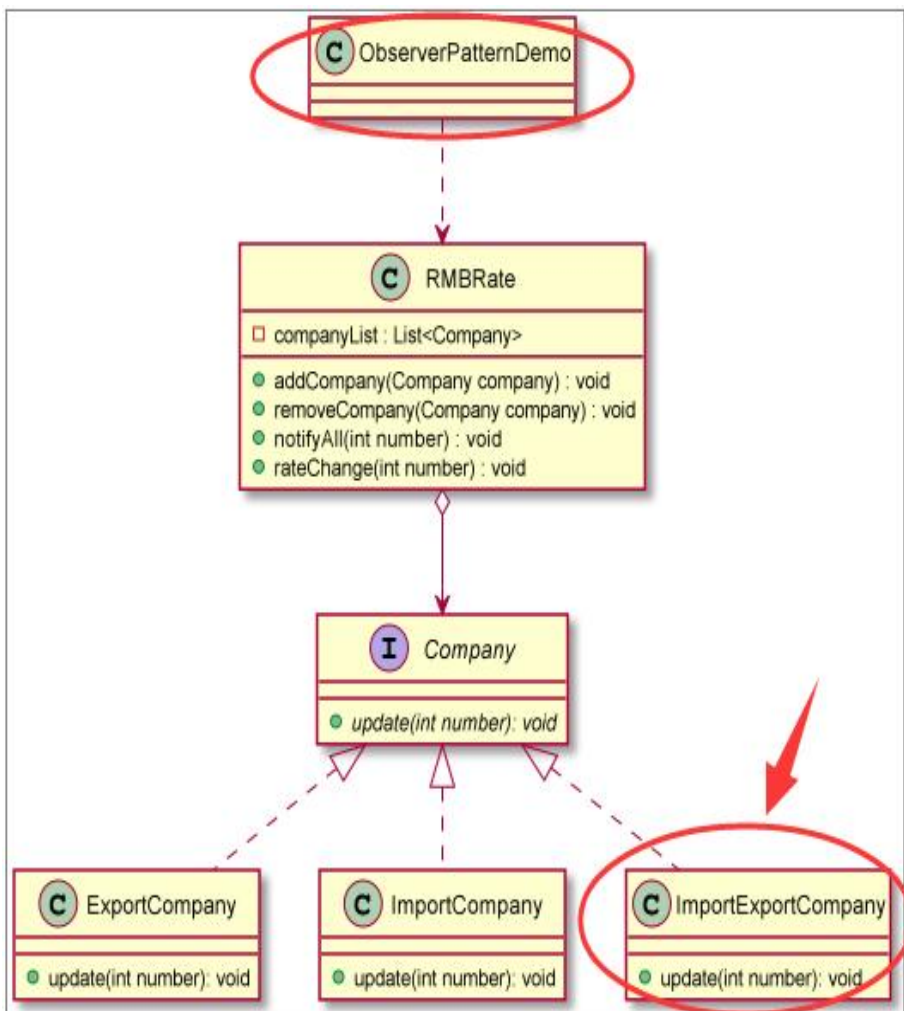 C ObserverPatternDemo
C RMBRate
companyList : List<Company>
addCompany(Company company) : void
removeCompany(Company company) : void
notifyAll(int number) : void
rateChange(int number) : void
I Company
update(int number): void
C ExportCompany
update(int number): void
C ImportCompany
update(int number): void
C ImportExportCompany
update(int number): void